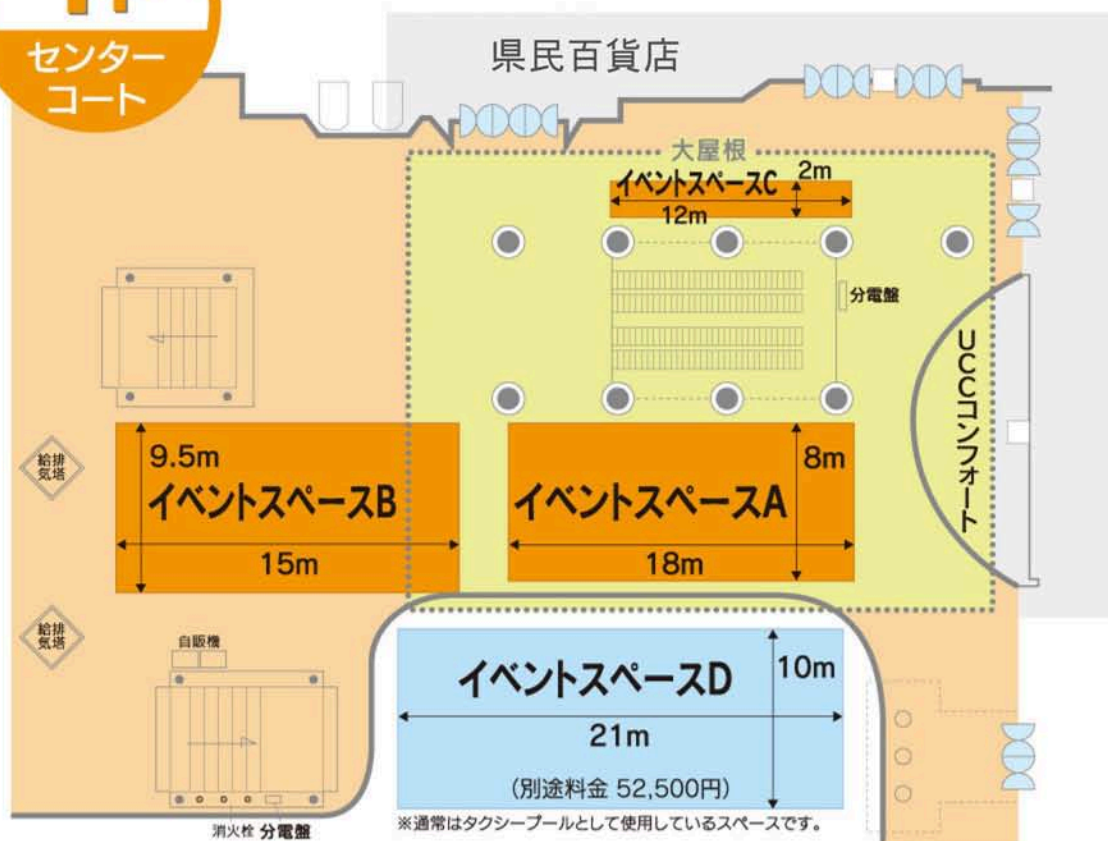 センター
コート
県民百貨店
大屋根
イベントスペースC
2m
12m
分電盤
UCCコンフォート
給排
気塔
9.5m
イベントスペースB
15m
8m
イベントスペースA
18m
給排
気塔
自販機
消火栓 分電盤
イベントスペースD
10m
21m
(別途料金 52,500円)
※通常はタクシープールとして使用しているスペースです。